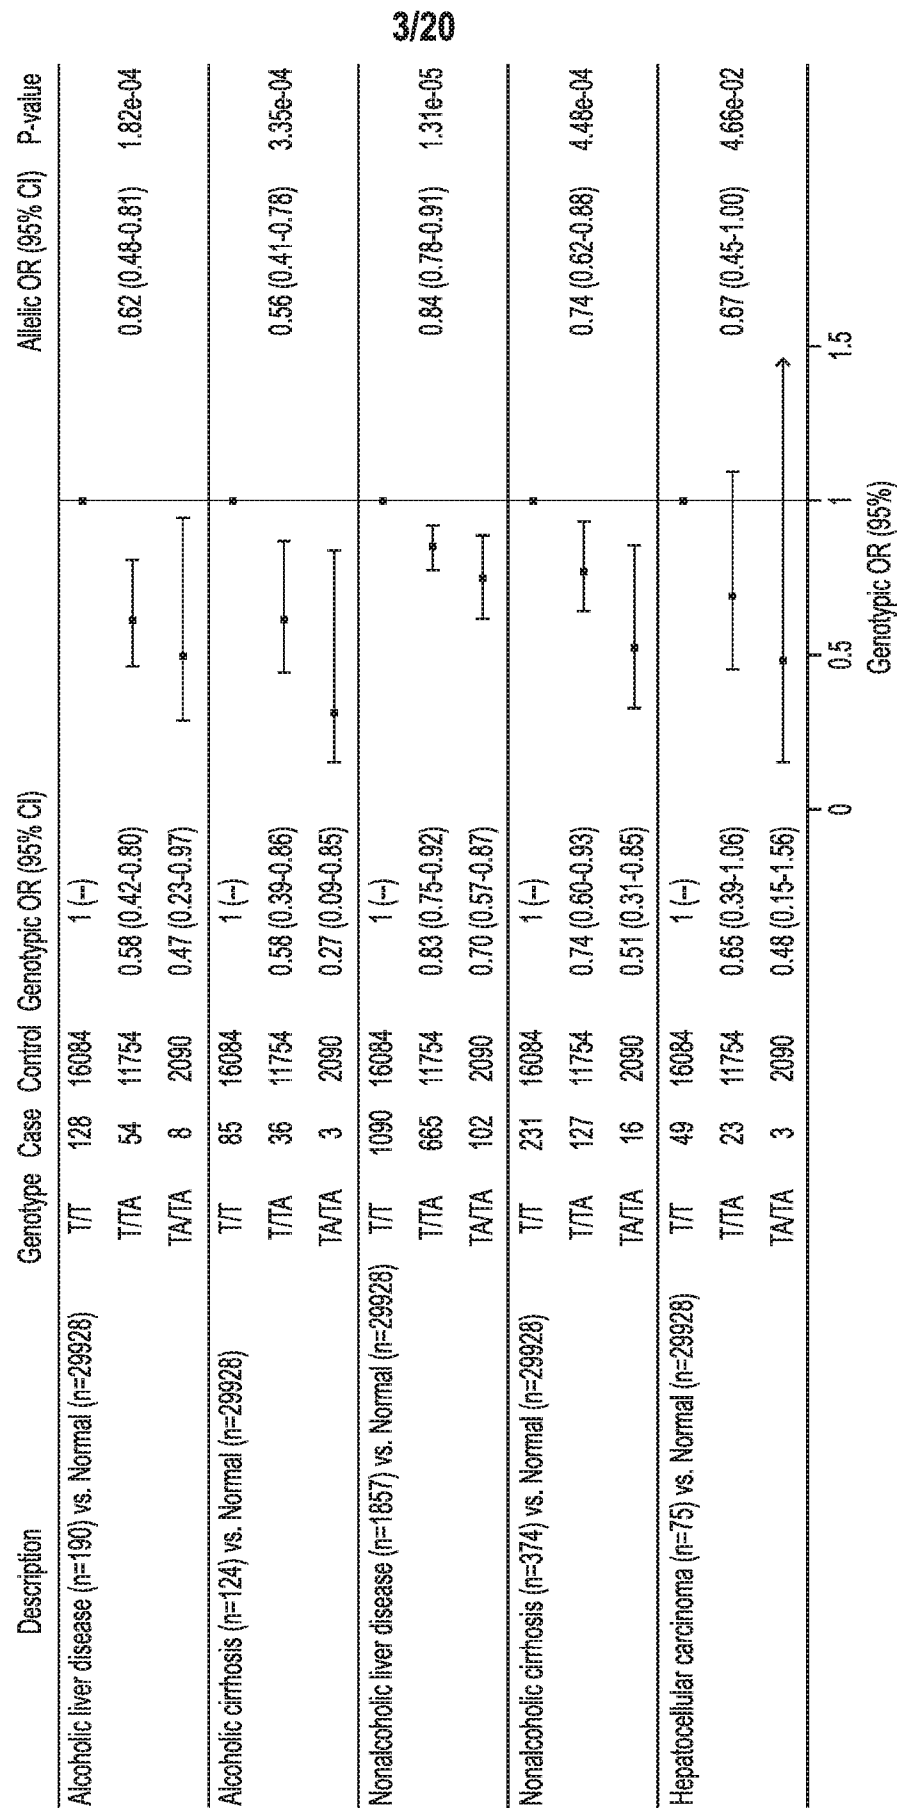 3/20
Description Genotype Case Control Genotypic OR (95% CI) Allelic OR (95% CI) P-value
Alcoholic liver disease (n=190) vs. Normal (n=29928) T/T 128 16084 1 (--)
T/TA 54 11754 0.58 (0.42-0.80) 0.62 (0.48-0.81) 1.82e-04
TA/TA 8 2090 0.47 (0.23-0.97)
Alcoholic cirrhosis (n=124) vs. Normal (n=29928) T/T 85 16084 1 (--)
T/TA 36 11754 0.58 (0.39-0.86) 0.56 (0.41-0.78) 3.35e-04
TA/TA 3 2090 0.27 (0.09-0.85)
Nonalcoholic liver disease (n=1857) vs. Normal (n=29928) T/T 1090 16084 1 (--)
T/TA 665 11754 0.83 (0.75-0.92) 0.84 (0.78-0.91) 1.31e-05
TA/TA 102 2090 0.70 (0.57-0.87)
Nonalcoholic cirrhosis (n=374) vs. Normal (n=29928) T/T 231 16084 1 (--)
T/TA 127 11754 0.74 (0.60-0.93) 0.74 (0.62-0.88) 4.48e-04
TA/TA 16 2090 0.51 (0.31-0.85)
Hepatocellular carcinoma (n=75) vs. Normal (n=29928) T/T 49 16084 1 (--)
T/TA 23 11754 0.65 (0.39-1.06) 0.67 (0.45-1.00) 4.66e-02
TA/TA 3 2090 0.48 (0.15-1.56)
0 0.5 1 1.5
Genotypic OR (95%)